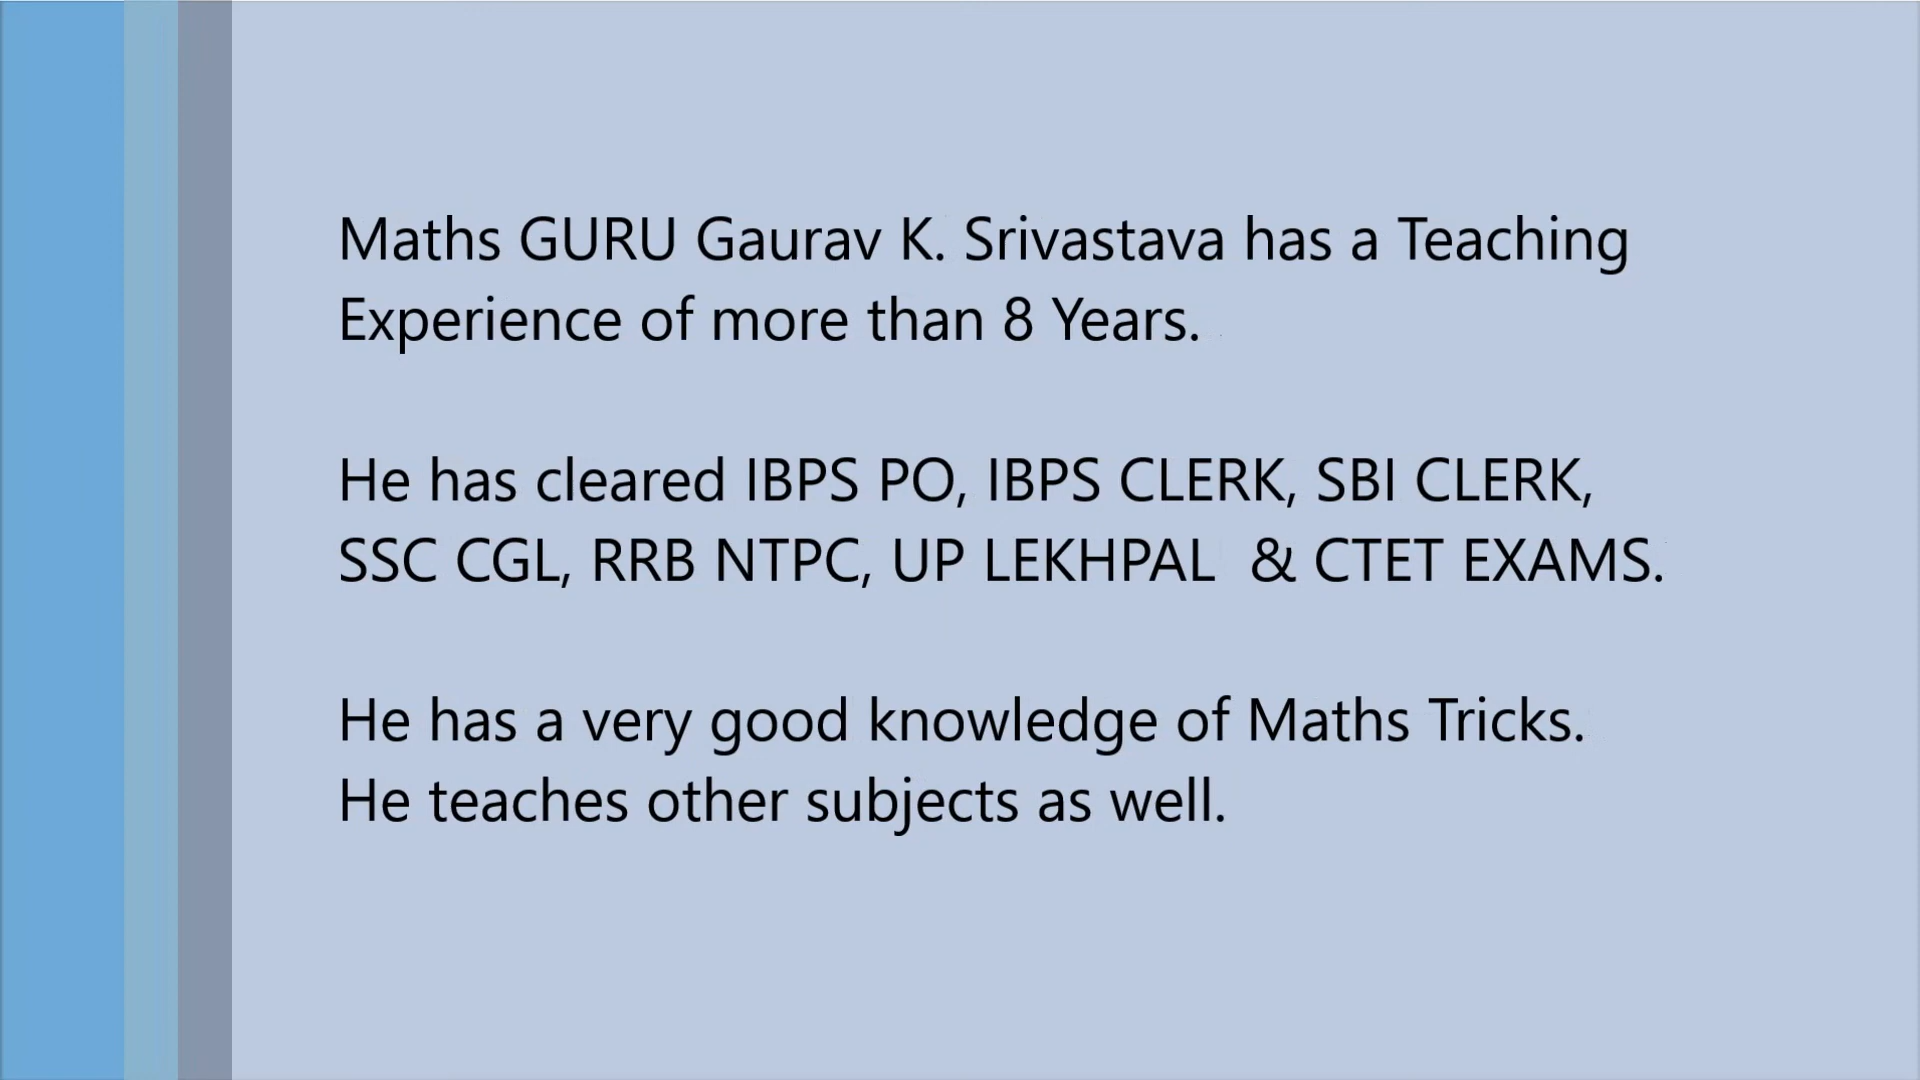 Maths GURU Gaurav K. Srivastava has a Teaching
Experience of more than 8 Years.
He has cleared IBPS PO, IBPS CLERK, SBI CLERK,
SSC CGL, RRB NTPC, UP LEKHPAL  & CTET EXAMS.
He has a very good knowledge of Maths Tricks.
He teaches other subjects as well.